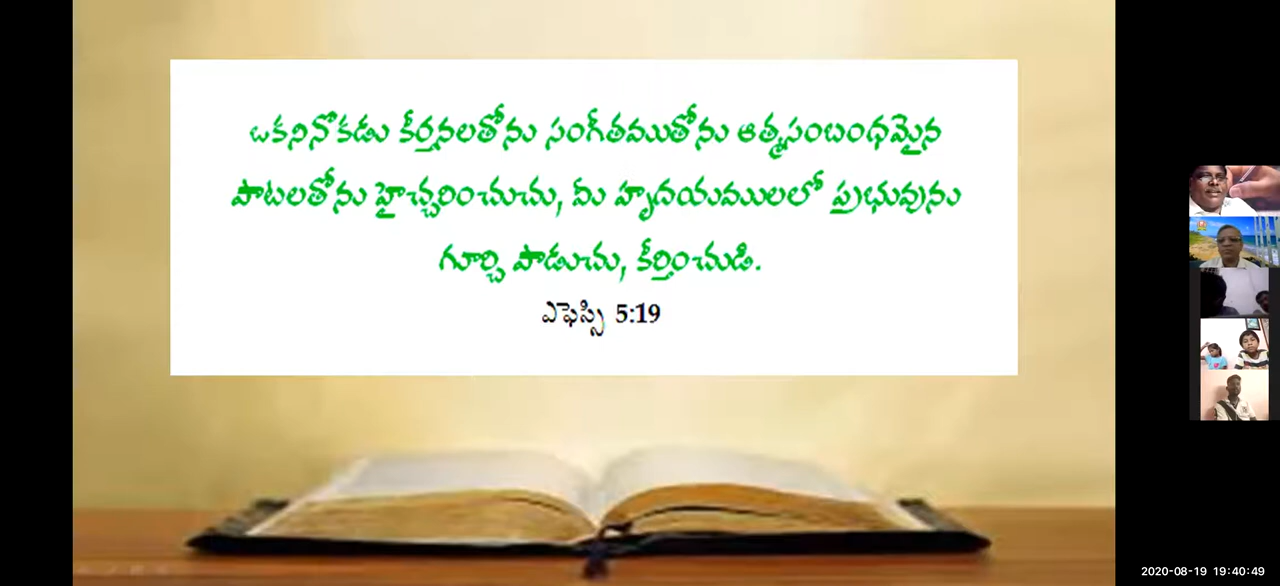 ఒకనినొకడు కీర్తనలతోను సంగీతముతోను ఆత్మసంబంధమైన
పాటలతోను హైచ్చరించుచు, మీ హృదయములలో ప్రభువును
గూర్చి పాడుచు, కీర్తించుడి.
ఎఫెస్సి 5:19
2020-08-19 19:40:49